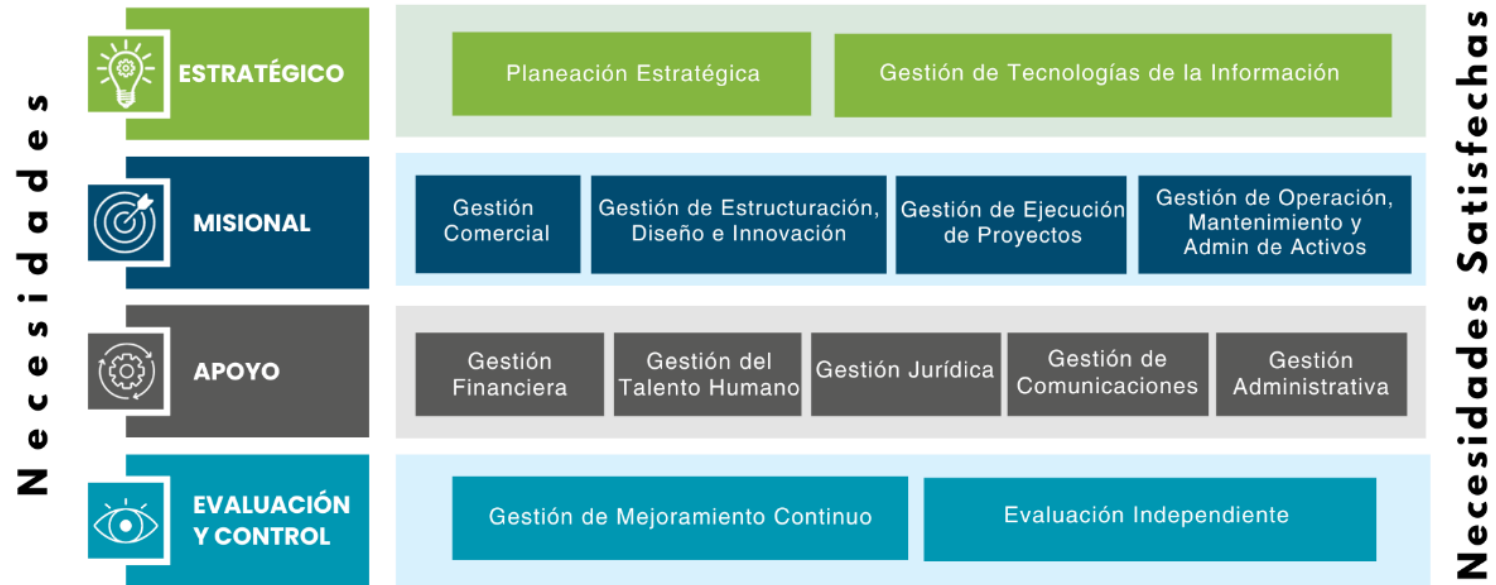 Necesidades
ESTRATÉGICO
Planeación Estratégica
Gestión de Tecnologías de la Información
MISIONAL
Gestión
Comercial
Gestión de Estructuración,
Diseño e Innovación
Gestión de Ejecución
de Proyectos
Gestión de Operación,
Mantenimiento y
Admin de Activos
APOYO
Gestión
Financiera
Gestión del
Talento Humano
Gestión Jurídica
Gestión de
Comunicaciones
Gestión
Administrativa
EVALUACIÓN
Y CONTROL
Gestión de Mejoramiento Continuo
Evaluación Independiente
Necesidades Satisfechas